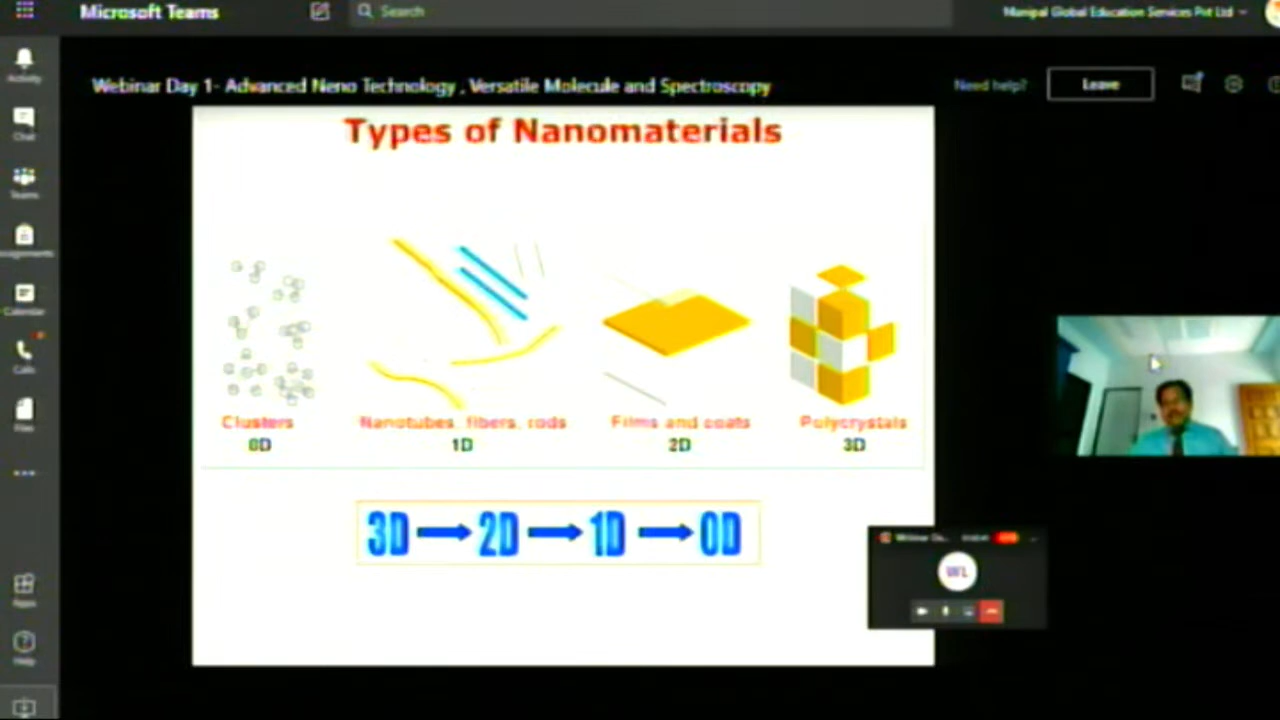 Microsoft Teams
Search
Manipal Global Education Services Pvt Ltd
Activity
Webinar Day 1- Advanced Neno Technology , Versatile Molecule and Spectroscopy
Need help?
Leave
Chat
Teams
Calendar
Calls
Files
Apps
Help
Types of Nanomaterials
Clusters
0D
Nanotubes, fibers, rods
1D
Films and coats
2D
Polycrystals
3D
3D → 2D → 1D → 0D
WL